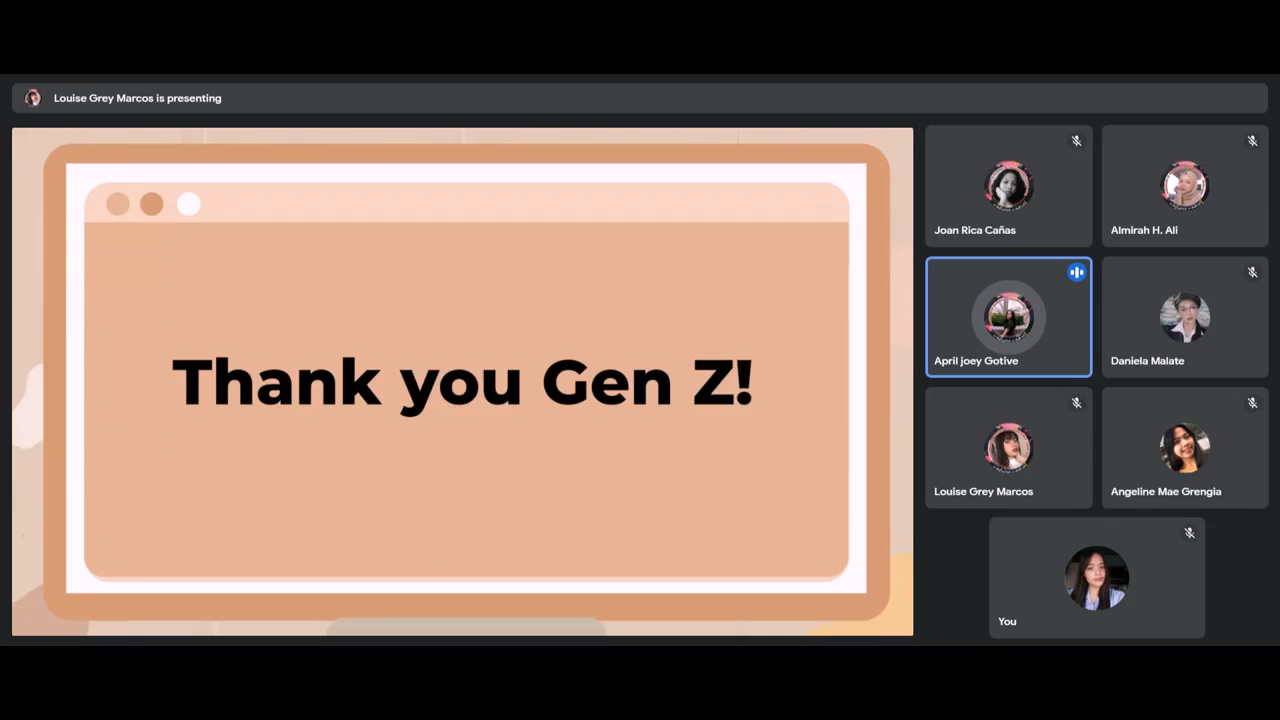 Louise Grey Marcos is presenting
Thank you Gen Z!
Joan Rica Cañas
Almirah H. Ali
April joey Gotive
Daniela Malate
Louise Grey Marcos
Angeline Mae Grengia
You